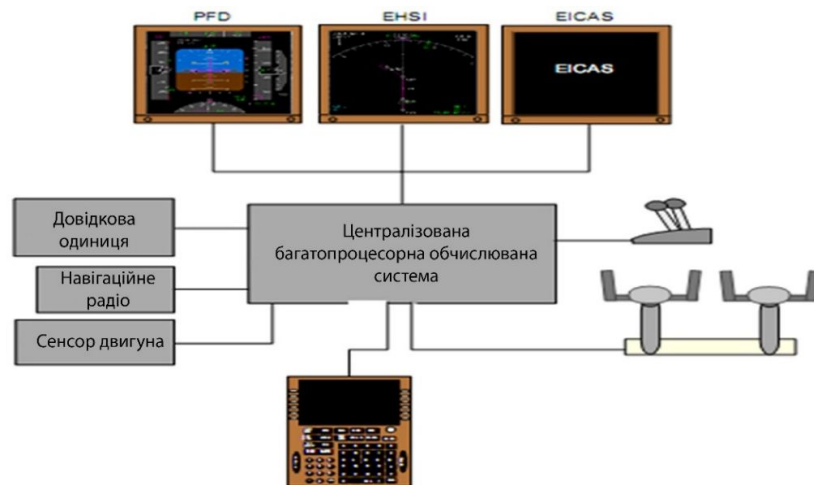 PFD
EHSI
EICAS
EICAS
Довідкова
одиниця
Централізована
багатопроцесорна обчислювана
система
Навігаційне
радіо
Сенсор двигуна